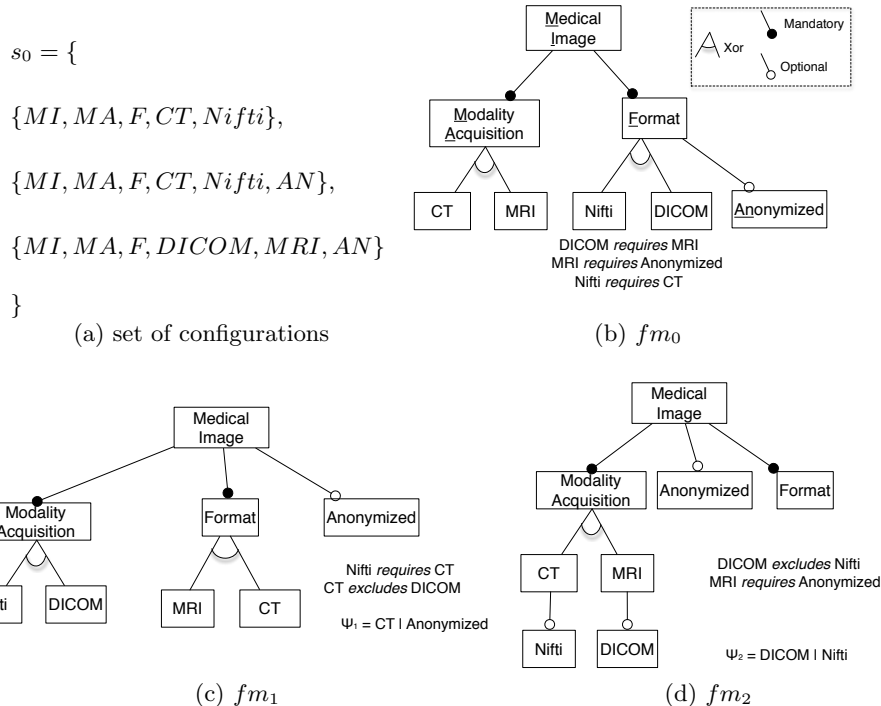 s₀ = {
{MI, MA, F, CT, Nifti},
{MI, MA, F, CT, Nifti, AN},
{MI, MA, F, DICOM, MRI, AN}
}
(a) set of configurations
Medical
Image
Xor
Mandatory
Optional
Modality
Acquisition
Format
CT
MRI
Nifti
DICOM
Anonymized
DICOM requires MRI
MRI requires Anonymized
Nifti requires CT
(b) fm₀
Medical
Image
Modality
Acquisition
Format
Anonymized
ti
DICOM
MRI
CT
Nifti requires CT
CT excludes DICOM
Ψ₁ = CT | Anonymized
(c) fm₁
Medical
Image
Modality
Acquisition
Anonymized
Format
CT
MRI
Nifti
DICOM
DICOM excludes Nifti
MRI requires Anonymized
Ψ₂ = DICOM | Nifti
(d) fm₂